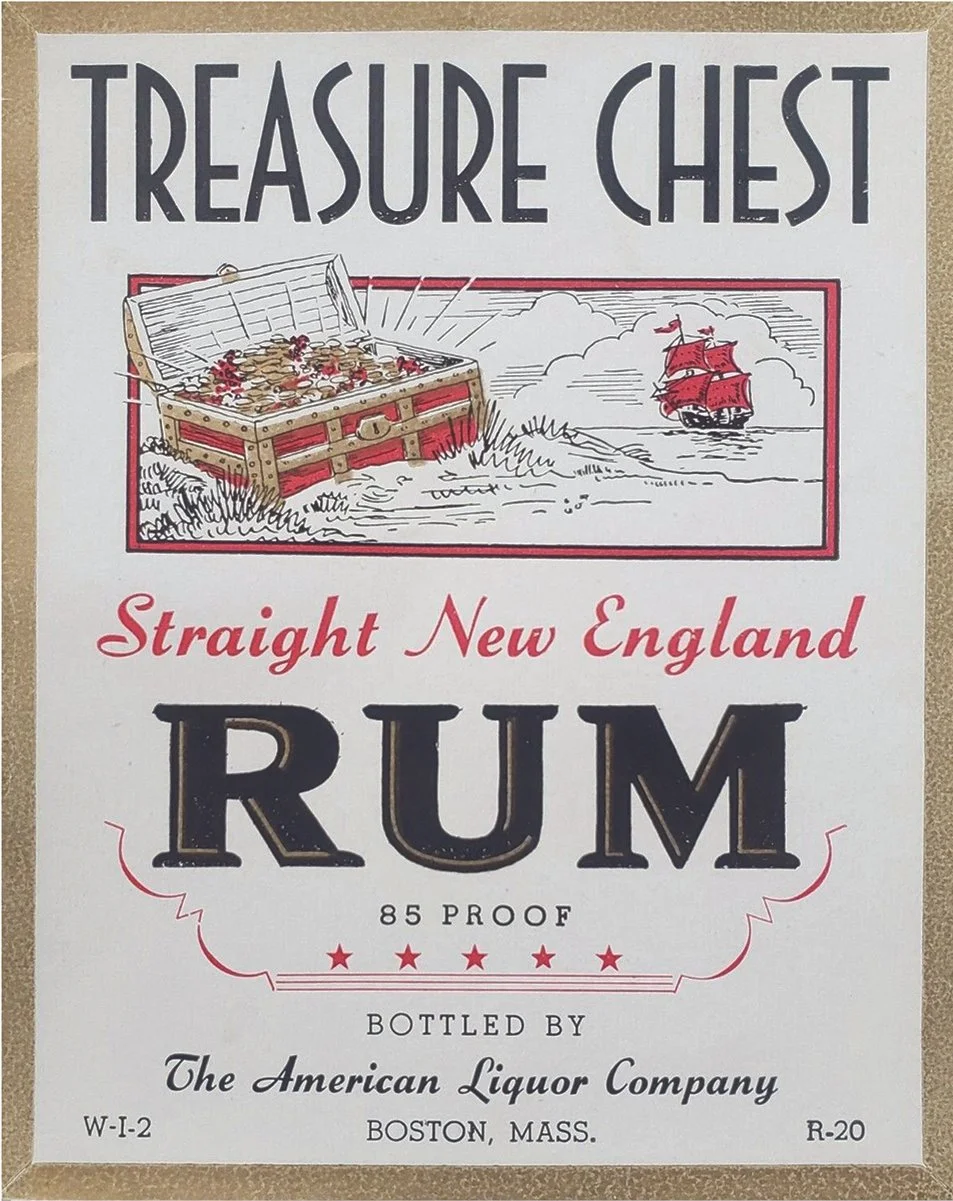 TREASURE CHEST
Straight New England
RUM
85 PROOF
BOTTLED BY
The American Liquor Company
W-I-2 BOSTON, MASS. R-20